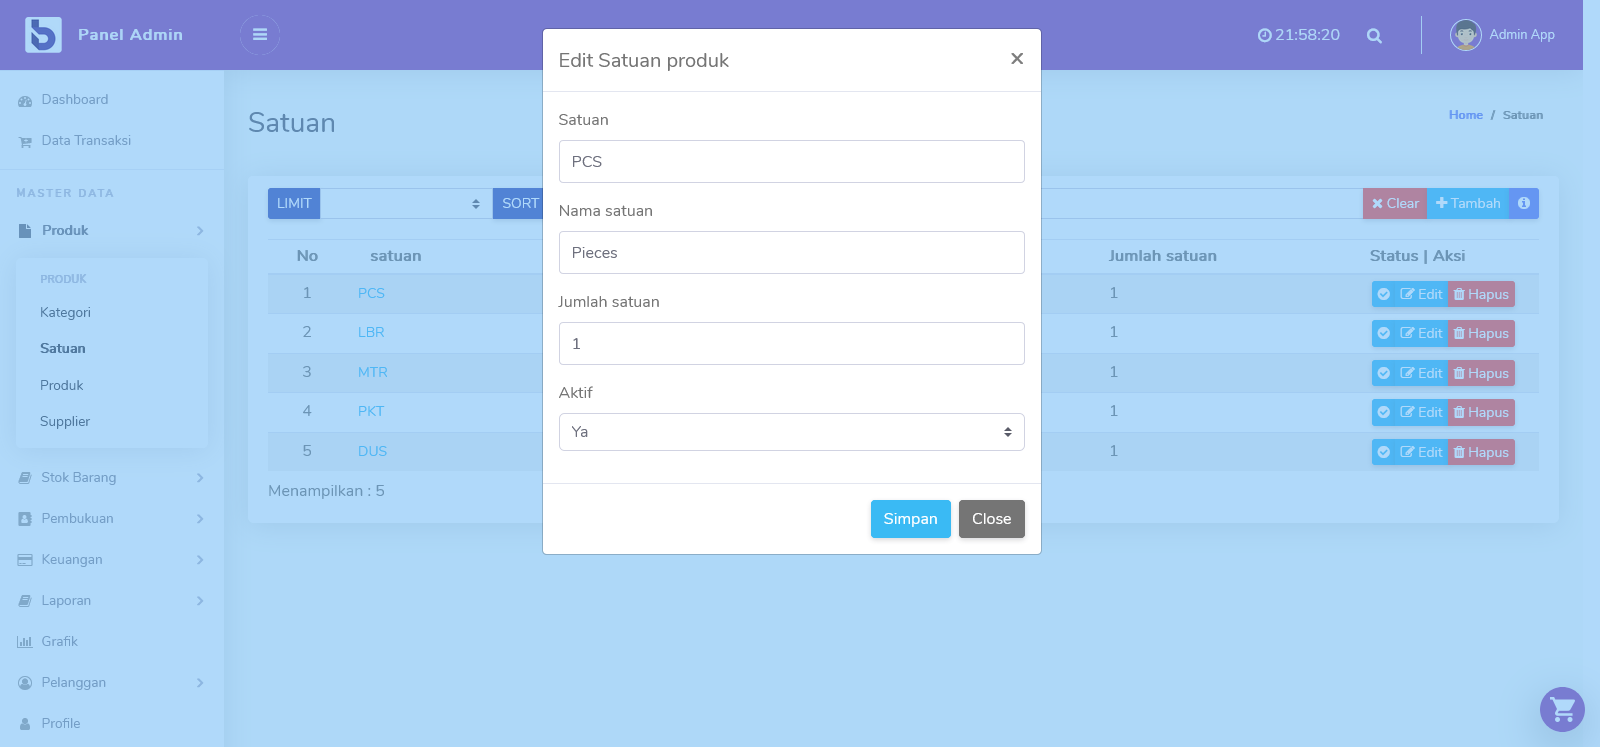 Panel Admin
21:58:20
Admin App
Dashboard
Data Transaksi
MASTER DATA
Produk
PRODUK
Kategori
Satuan
Produk
Supplier
Stok Barang
Pembukuan
Keuangan
Laporan
Grafik
Pelanggan
Profile
Satuan
Home / Satuan
LIMIT SORT Clear Tambah
No satuan Jumlah satuan Status | Aksi
1 PCS 1 Edit Hapus
2 LBR 1 Edit Hapus
3 MTR 1 Edit Hapus
4 PKT 1 Edit Hapus
5 DUS 1 Edit Hapus
Menampilkan : 5
Edit Satuan produk ×
Satuan
PCS
Nama satuan
Pieces
Jumlah satuan
1
Aktif
Ya
Simpan Close